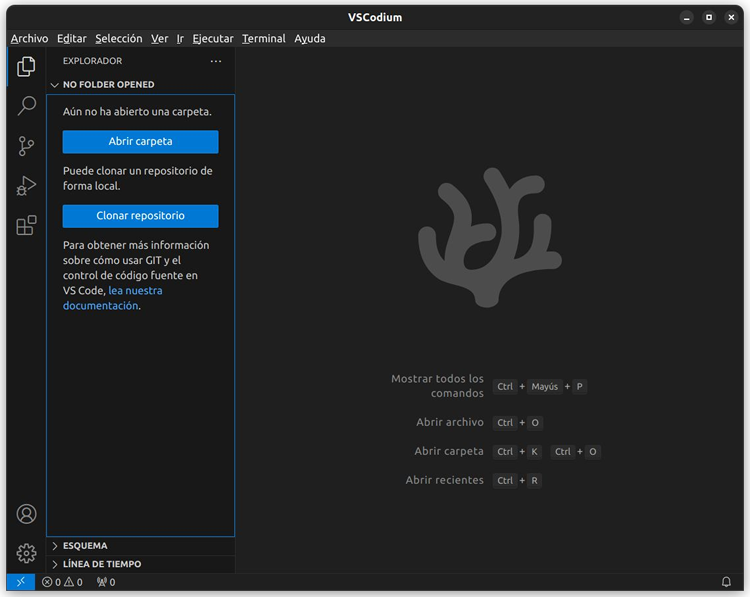 VSCodium
Archivo Editar Selección Ver Ir Ejecutar Terminal Ayuda
EXPLORADOR
NO FOLDER OPENED
Aún no ha abierto una carpeta.
Abrir carpeta
Puede clonar un repositorio de
forma local.
Clonar repositorio
Para obtener más información
sobre cómo usar GIT y el
control de código fuente en
VS Code, lea nuestra
documentación.
Mostrar todos los
comandos
Ctrl + Mayús + P
Abrir archivo Ctrl + O
Abrir carpeta Ctrl + K Ctrl + O
Abrir recientes Ctrl + R
ESQUEMA
LÍNEA DE TIEMPO
0 0 0